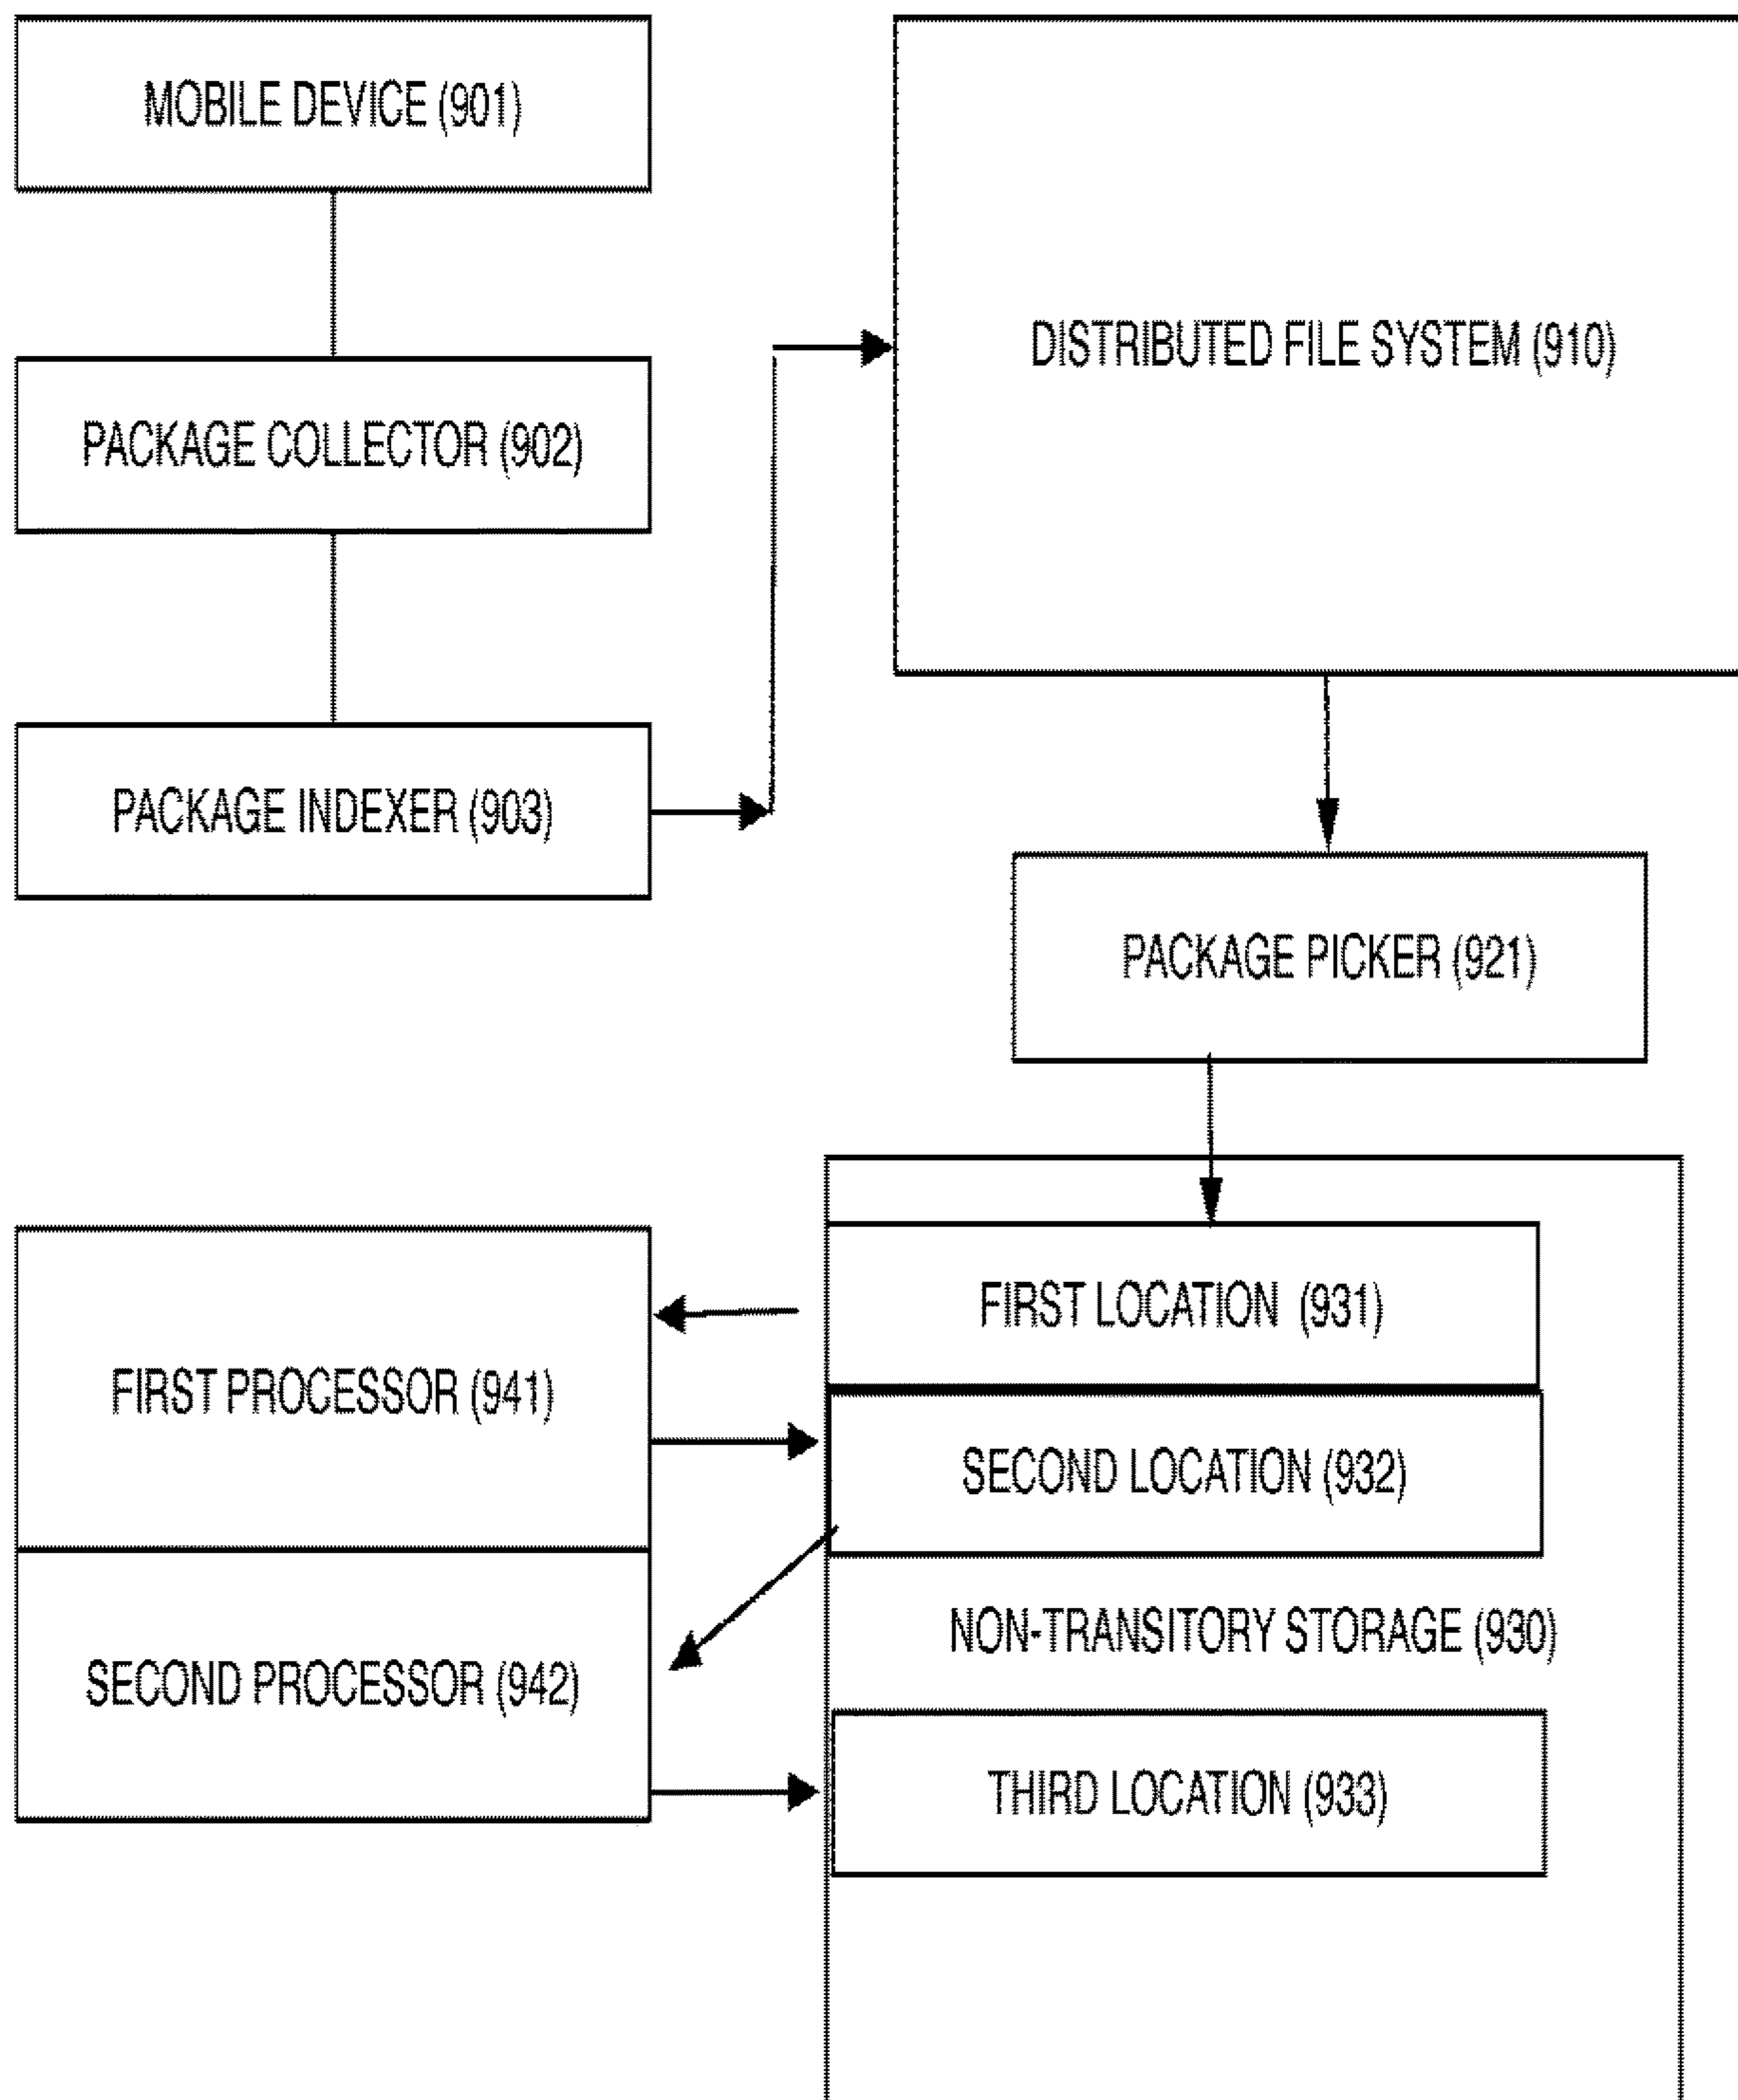 MOBILE DEVICE (901)
PACKAGE COLLECTOR (902)
DISTRIBUTED FILE SYSTEM (910)
PACKAGE INDEXER (903)
PACKAGE PICKER (921)
FIRST LOCATION (931)
FIRST PROCESSOR (941)
SECOND LOCATION (932)
NON-TRANSITORY STORAGE (930)
SECOND PROCESSOR (942)
THIRD LOCATION (933)